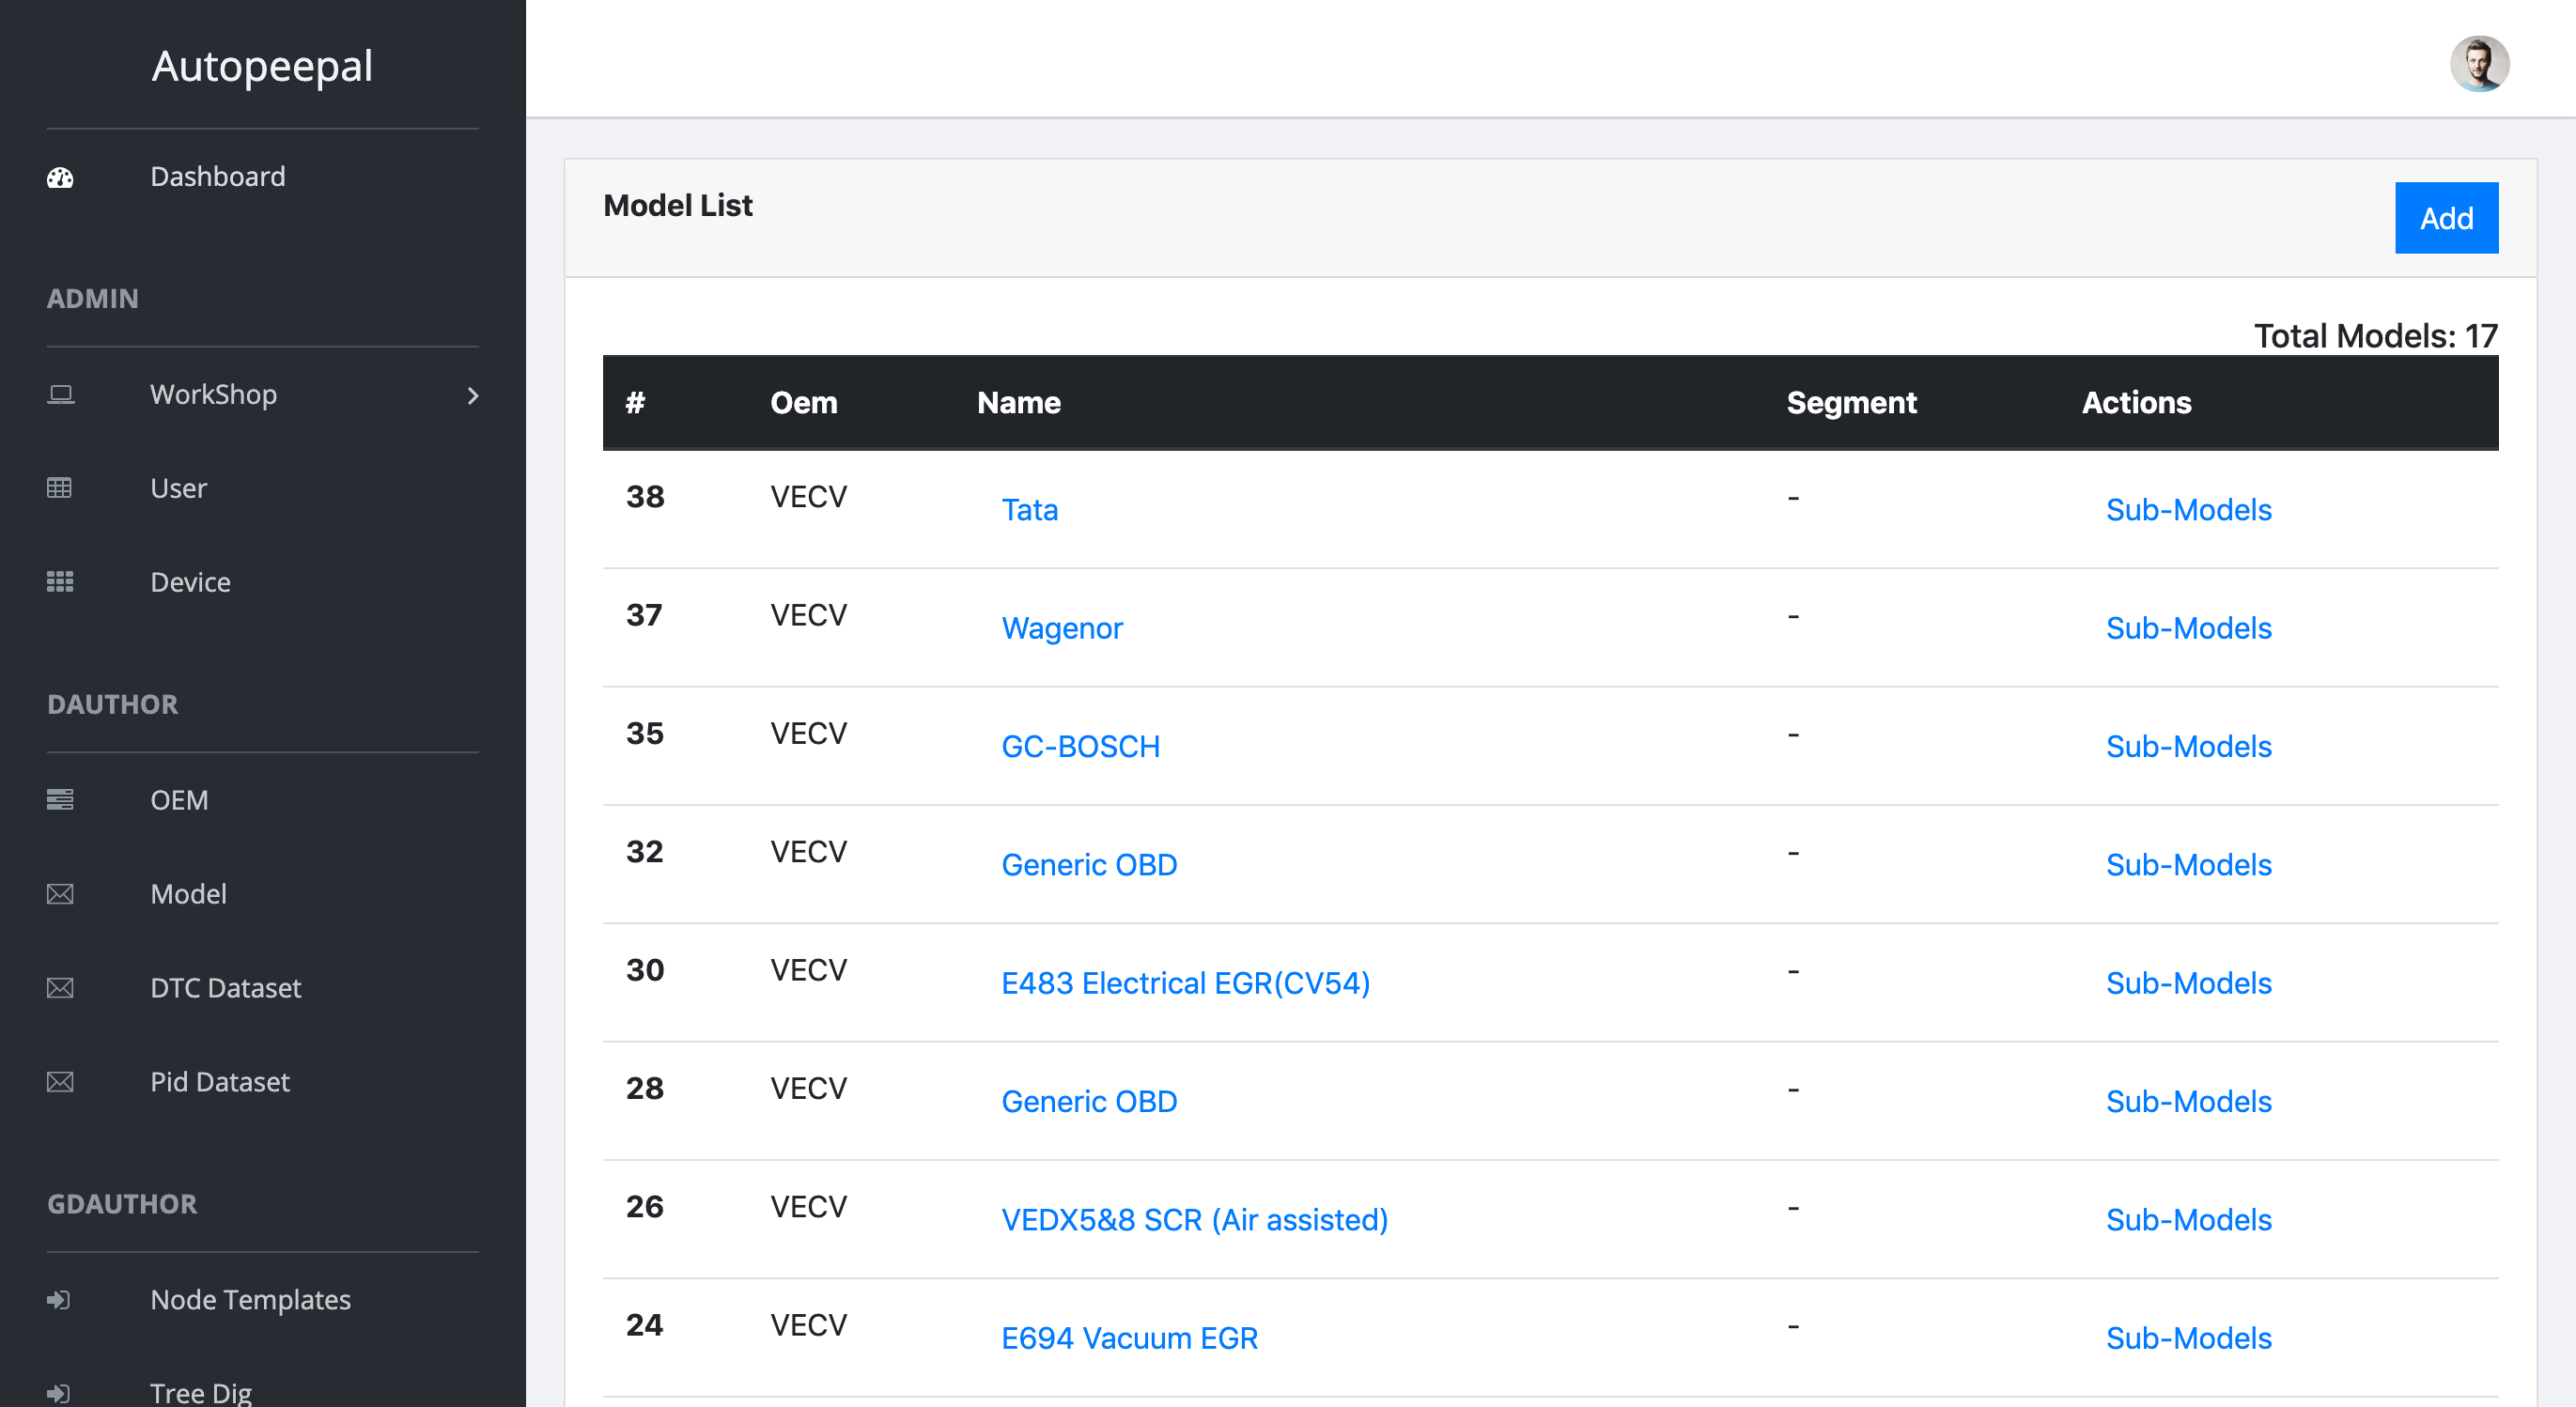 Autopeepal
Dashboard
ADMIN
WorkShop
User
Device
DAUTHOR
OEM
Model
DTC Dataset
Pid Dataset
GDAUTHOR
Node Templates
Tree Dig
Model List
Add
Total Models: 17
# Oem Name Segment Actions
38 VECV Tata - Sub-Models
37 VECV Wagenor - Sub-Models
35 VECV GC-BOSCH - Sub-Models
32 VECV Generic OBD - Sub-Models
30 VECV E483 Electrical EGR(CV54) - Sub-Models
28 VECV Generic OBD - Sub-Models
26 VECV VEDX5&8 SCR (Air assisted) - Sub-Models
24 VECV E694 Vacuum EGR - Sub-Models